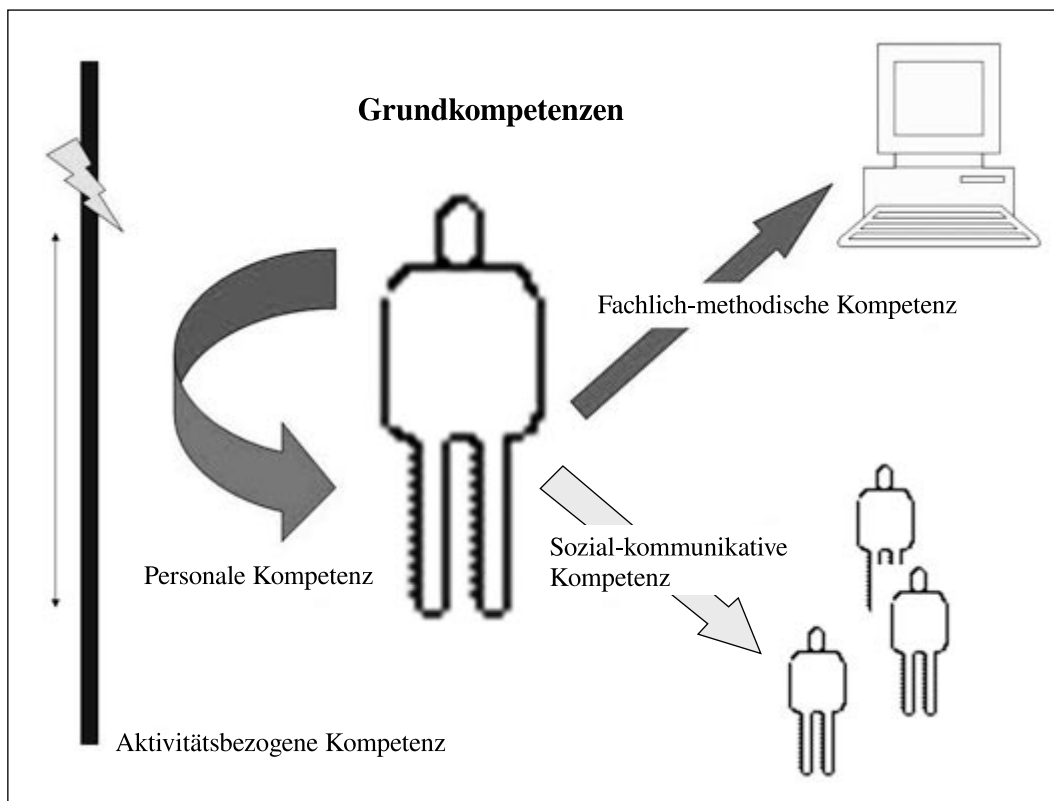 Grundkompetenzen
Fachlich-methodische Kompetenz
Sozial-kommunikative
Kompetenz
Personale Kompetenz
Aktivitätsbezogene Kompetenz